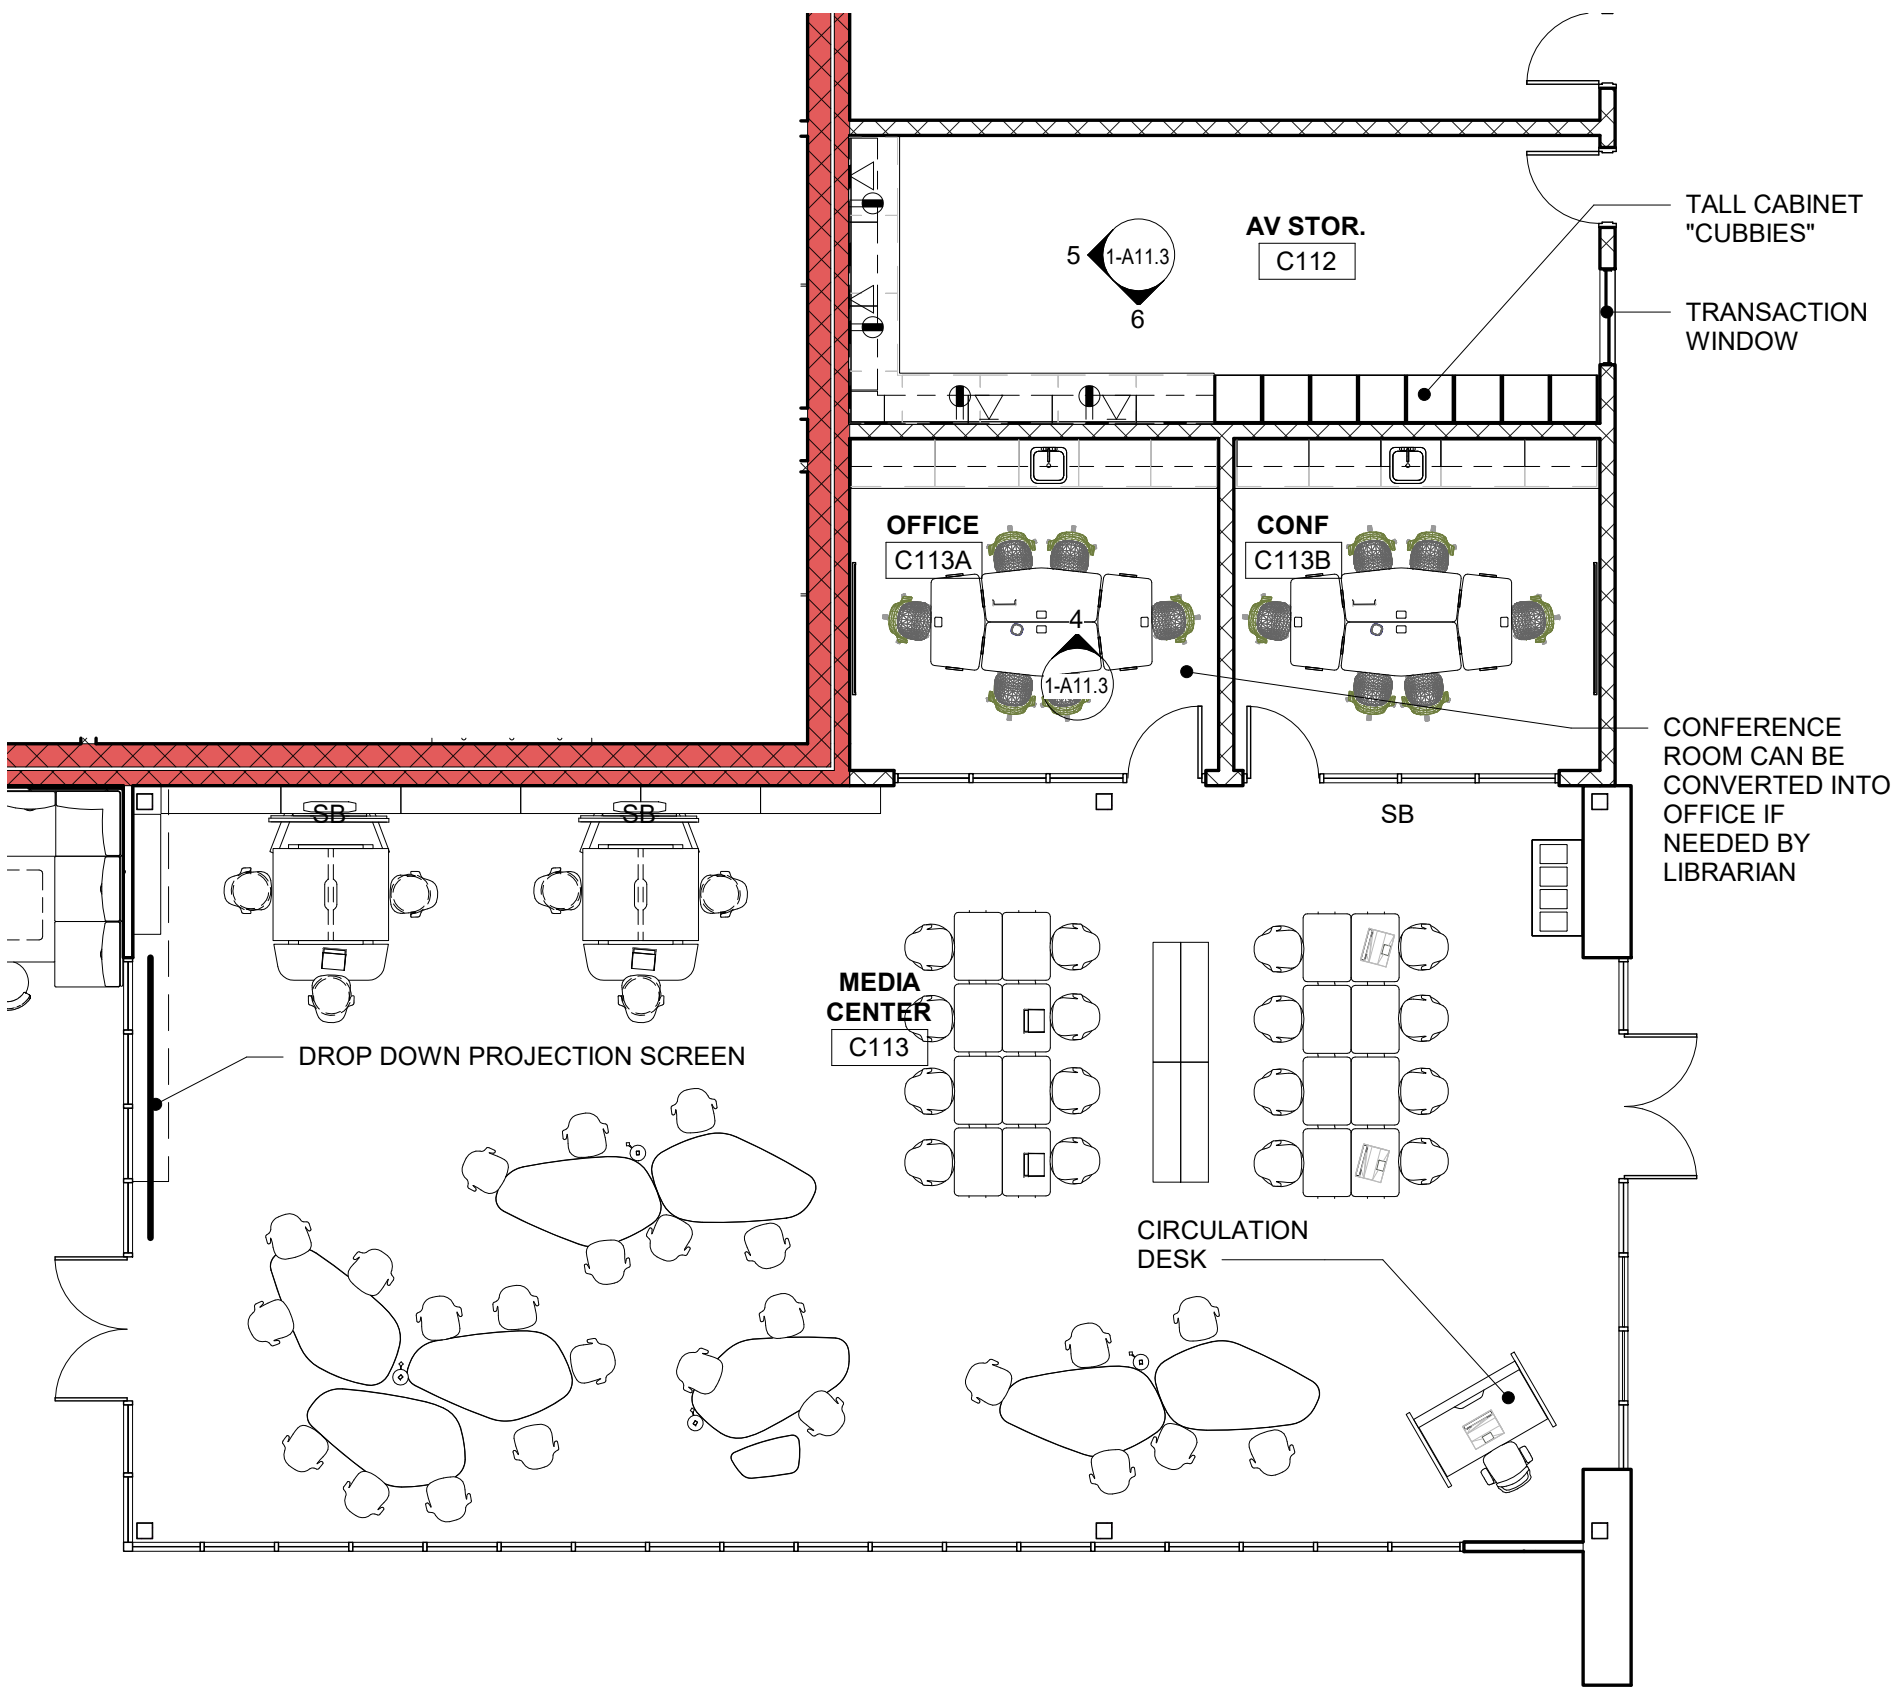 AV STOR.
C112
5
1-A11.3
6
TALL CABINET
"CUBBIES"
TRANSACTION
WINDOW
OFFICE
C113A
CONF
C113B
4
1-A11.3
CONFERENCE
ROOM CAN BE
CONVERTED INTO
OFFICE IF
NEEDED BY
LIBRARIAN
SB
SB
SB
MEDIA
CENTER
C113
DROP DOWN PROJECTION SCREEN
CIRCULATION
DESK